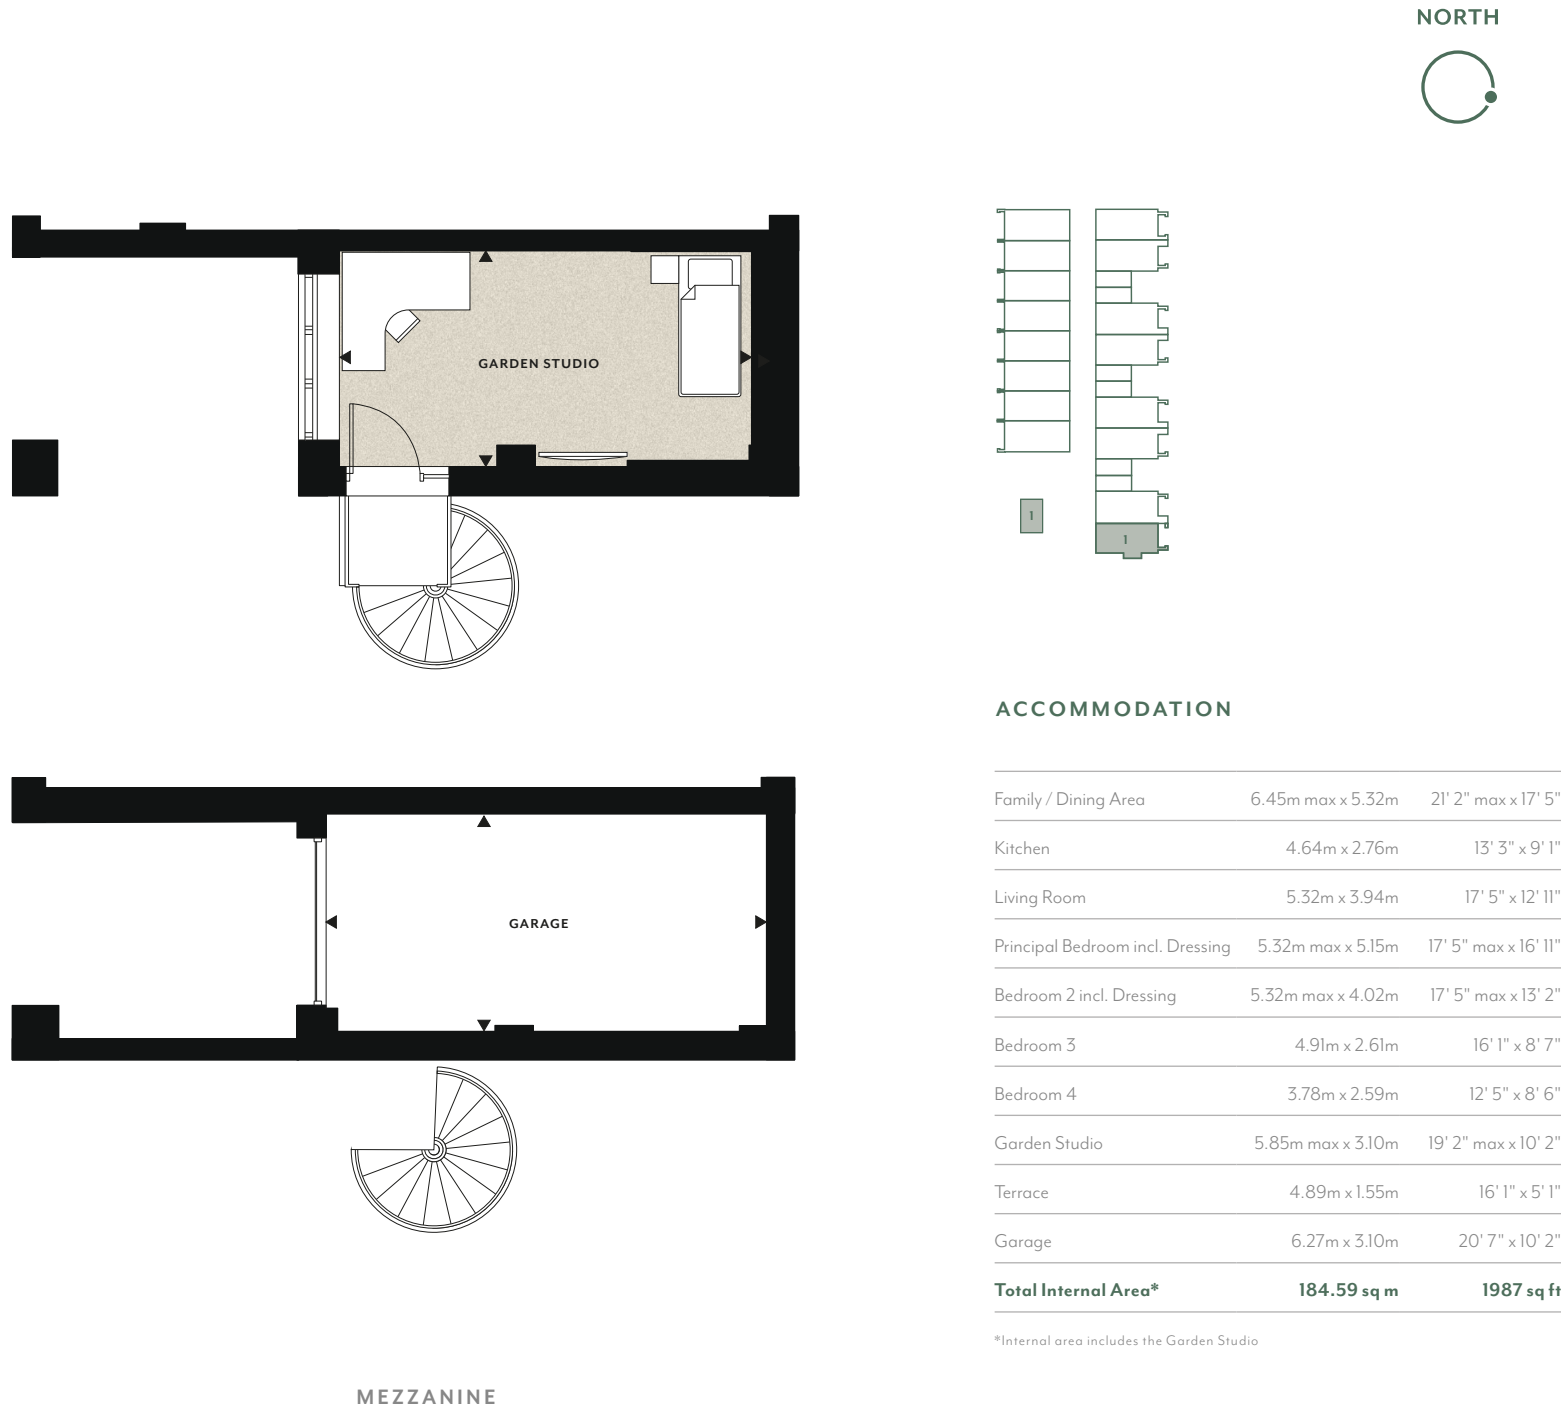 NORTH
GARDEN STUDIO
1
1
ACCOMMODATION
Family / Dining Area 6.45m max x 5.32m 21' 2" max x 17' 5"
Kitchen 4.64m x 2.76m 13' 3" x 9' 1"
Living Room 5.32m x 3.94m 17' 5" x 12' 11"
Principal Bedroom incl. Dressing 5.32m max x 5.15m 17' 5" max x 16' 11"
Bedroom 2 incl. Dressing 5.32m max x 4.02m 17' 5" max x 13' 2"
Bedroom 3 4.91m x 2.61m 16' 1" x 8' 7"
Bedroom 4 3.78m x 2.59m 12' 5" x 8' 6"
Garden Studio 5.85m max x 3.10m 19' 2" max x 10' 2"
Terrace 4.89m x 1.55m 16' 1" x 5' 1"
Garage 6.27m x 3.10m 20' 7" x 10' 2"
Total Internal Area* 184.59 sq m 1987 sq ft
*Internal area includes the Garden Studio
GARAGE
MEZZANINE